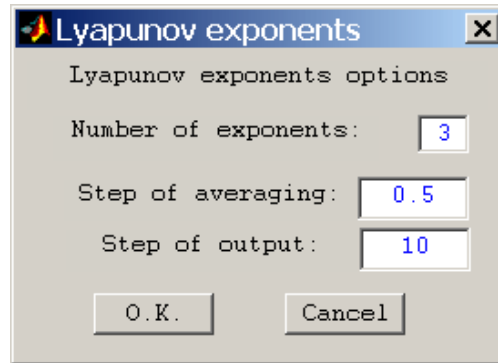 Lyapunov exponents
Lyapunov exponents options
Number of exponents: 3
Step of averaging: 0.5
Step of output: 10
O.K. Cancel